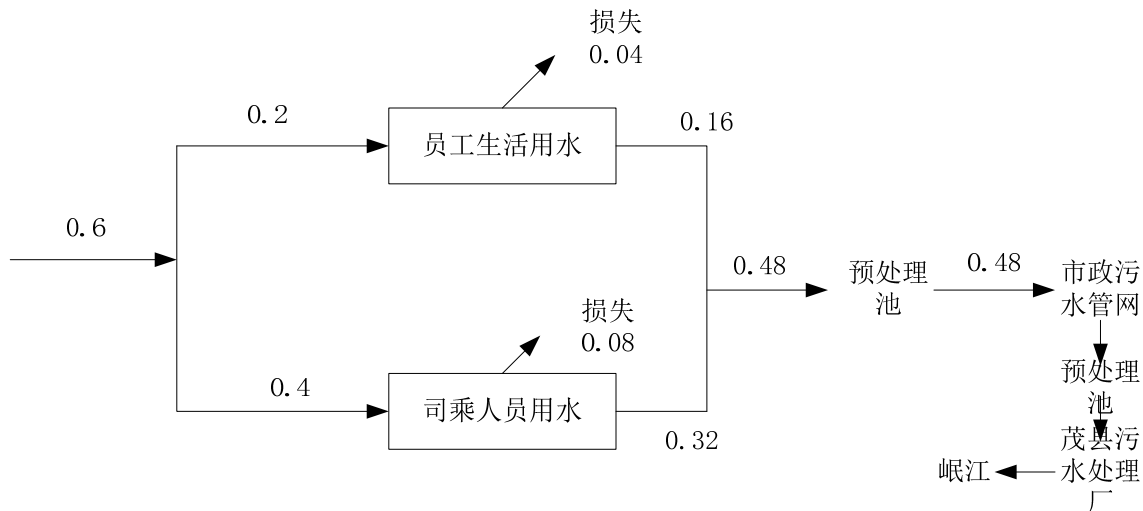 损失
0.04
0.2
员工生活用水
0.16
0.6
0.48
预处理
池
0.48
市政污
水管网
损失
0.08
0.4
司乘人员用水
0.32
预处理
池
茂县污
水处理
厂
岷江